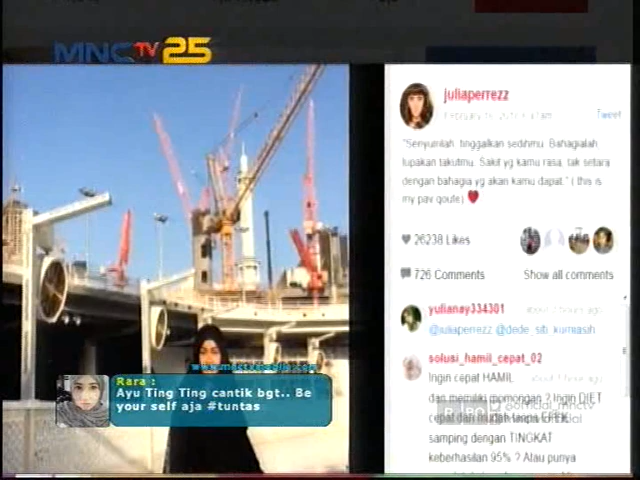 MNCTV 25
juliaperrezz
Tweet
"Senyumlah, tinggalkan sedihmu. Bahagialah
lupakan takutmu. Sakit yg kamu rasa, tak setara
dengan bahagia yg akan kamu dapat." ( this is
my pav qoute)
26238 Likes
726 Comments
Show all comments
yulianay334301
@juliaperrezz @dede_siti_kurniasih
solusi_hamil_cepat_02
Ingin cepat HAMIL
dan memiliki momongan ? Ingin DIET
cepat dan mudah tanpa EFEK
samping dengan TINGKAT
keberhasilan 95% ? Atau punya
@official_mnctv
Rara :
Ayu Ting Ting cantik bgt.. Be
your self aja #tuntas